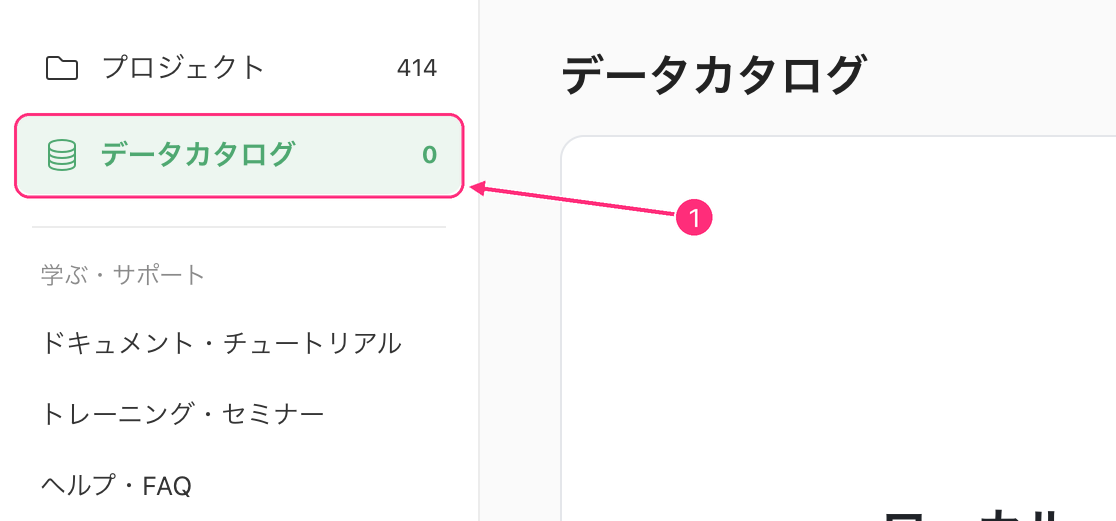 プロジェクト 414
データカタログ 0
学ぶ・サポート
ドキュメント・チュートリアル
トレーニング・セミナー
ヘルプ・FAQ
データカタログ
1